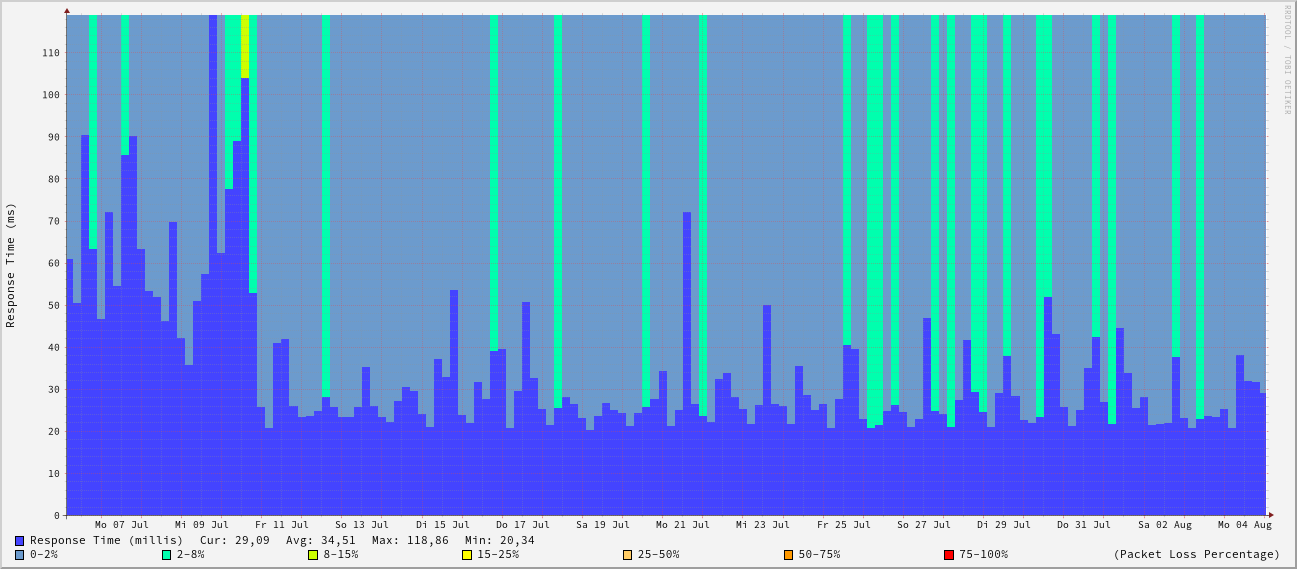 RRDTOOL / TOBI OETIKER
Response Time (ms)
110
100
90
80
70
60
50
40
30
20
10
0
Mo 07 Jul Mi 09 Jul Fr 11 Jul So 13 Jul Di 15 Jul Do 17 Jul Sa 19 Jul Mo 21 Jul Mi 23 Jul Fr 25 Jul So 27 Jul Di 29 Jul Do 31 Jul Sa 02 Aug Mo 04 Aug
Response Time (millis) Cur: 29,09 Avg: 34,51 Max: 118,86 Min: 20,34
0-2% 2-8% 8-15% 15-25% 25-50% 50-75% 75-100% (Packet Loss Percentage)